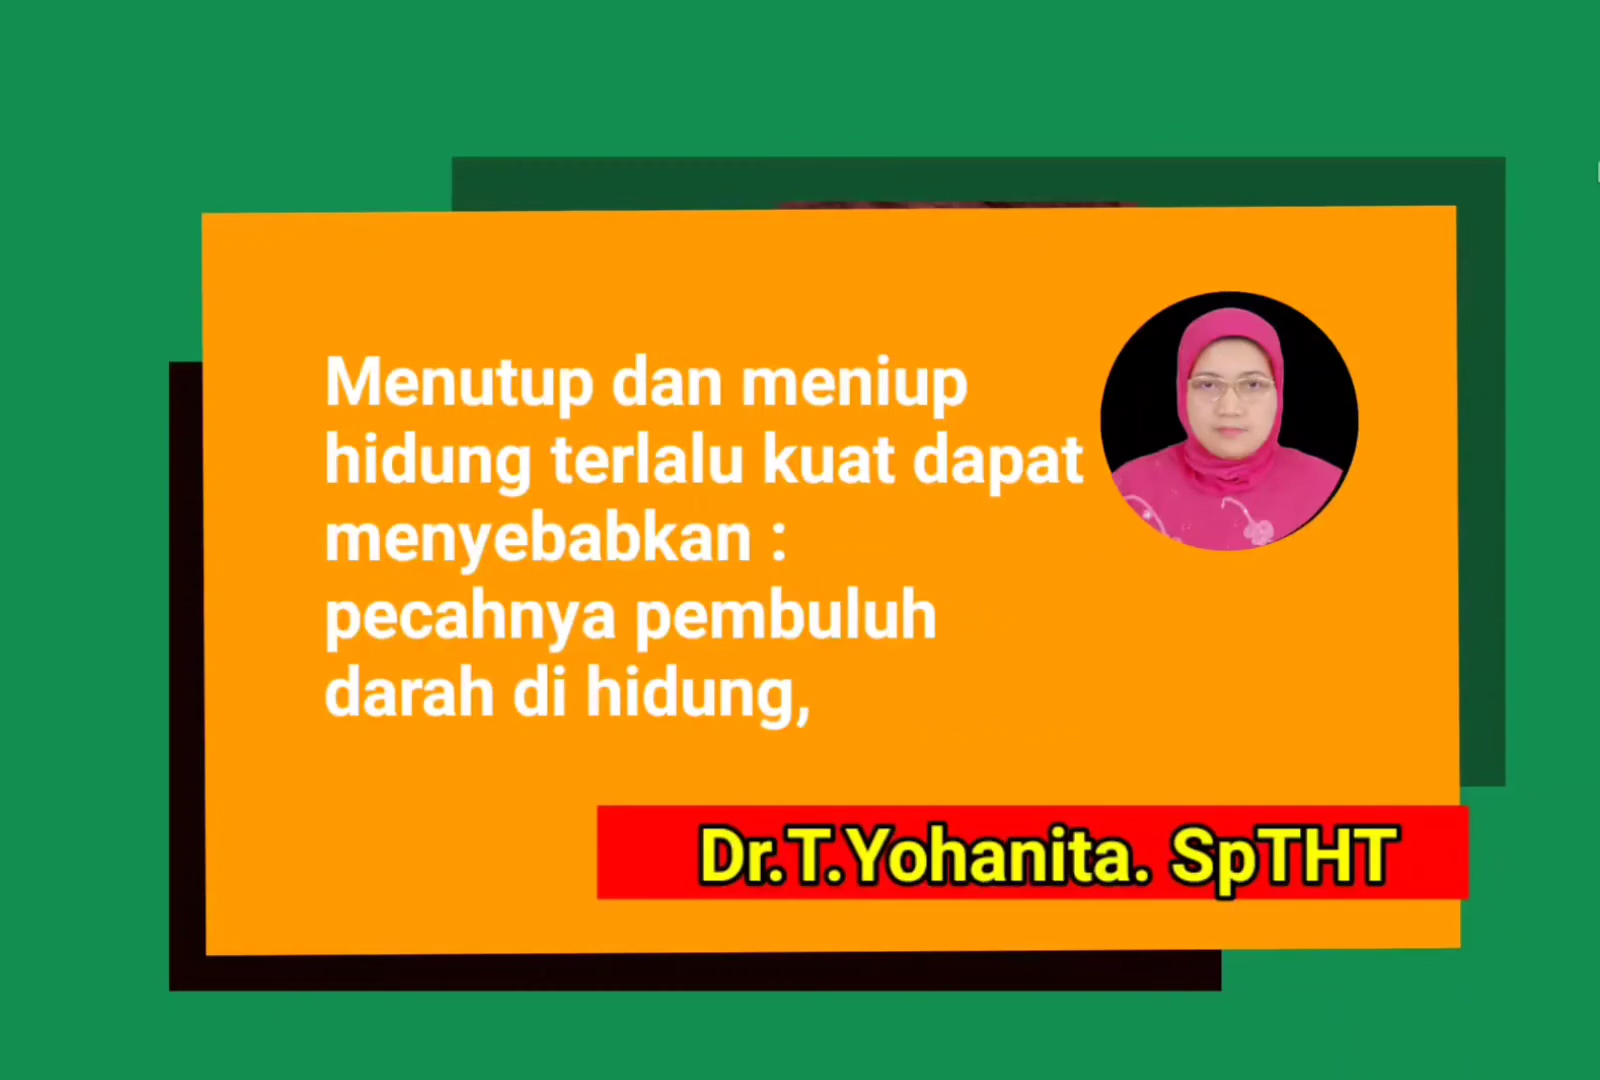 Menutup dan meniup
hidung terlalu kuat dapat
menyebabkan :
pecahnya pembuluh
darah di hidung,
Dr.T.Yohanita. SpTHT